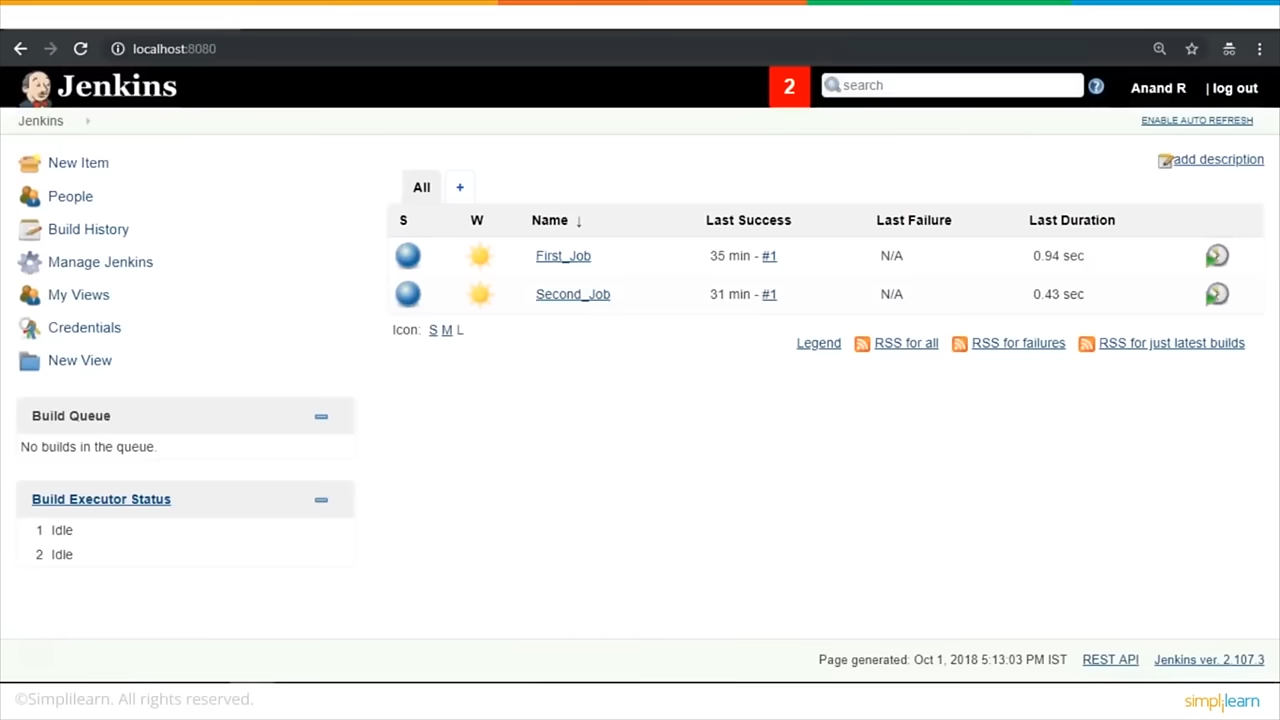 localhost:8080
Jenkins
2
search
Anand R | log out
Jenkins
ENABLE AUTO REFRESH
New Item
People
Build History
Manage Jenkins
My Views
Credentials
New View
Build Queue
No builds in the queue.
Build Executor Status
1 Idle
2 Idle
add description
All +
S W Name ↓ Last Success Last Failure Last Duration
First_Job 35 min - #1 N/A 0.94 sec
Second_Job 31 min - #1 N/A 0.43 sec
Icon: S M L
Legend RSS for all RSS for failures RSS for just latest builds
Page generated: Oct 1, 2018 5:13:03 PM IST REST API Jenkins ver. 2.107.3
©Simplilearn. All rights reserved.
simplilearn